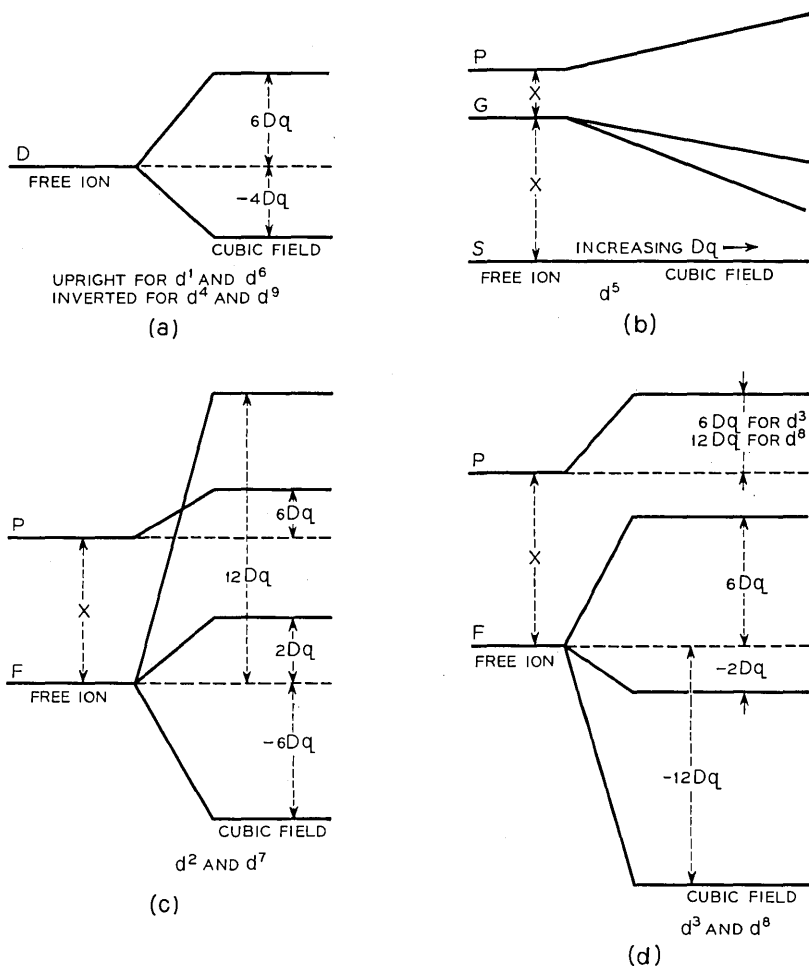 D
FREE ION
6Dq
-4Dq
CUBIC FIELD
UPRIGHT FOR d¹ AND d⁶
INVERTED FOR d⁴ AND d⁹
(a)
P
X
G
X
S
INCREASING Dq →
FREE ION
CUBIC FIELD
d⁵
(b)
P
6Dq
12Dq
X
F
FREE ION
2Dq
-6Dq
CUBIC FIELD
d² AND d⁷
(c)
6Dq FOR d³
12Dq FOR d⁸
P
X
6Dq
F
FREE ION
-2Dq
-12Dq
CUBIC FIELD
d³ AND d⁸
(d)